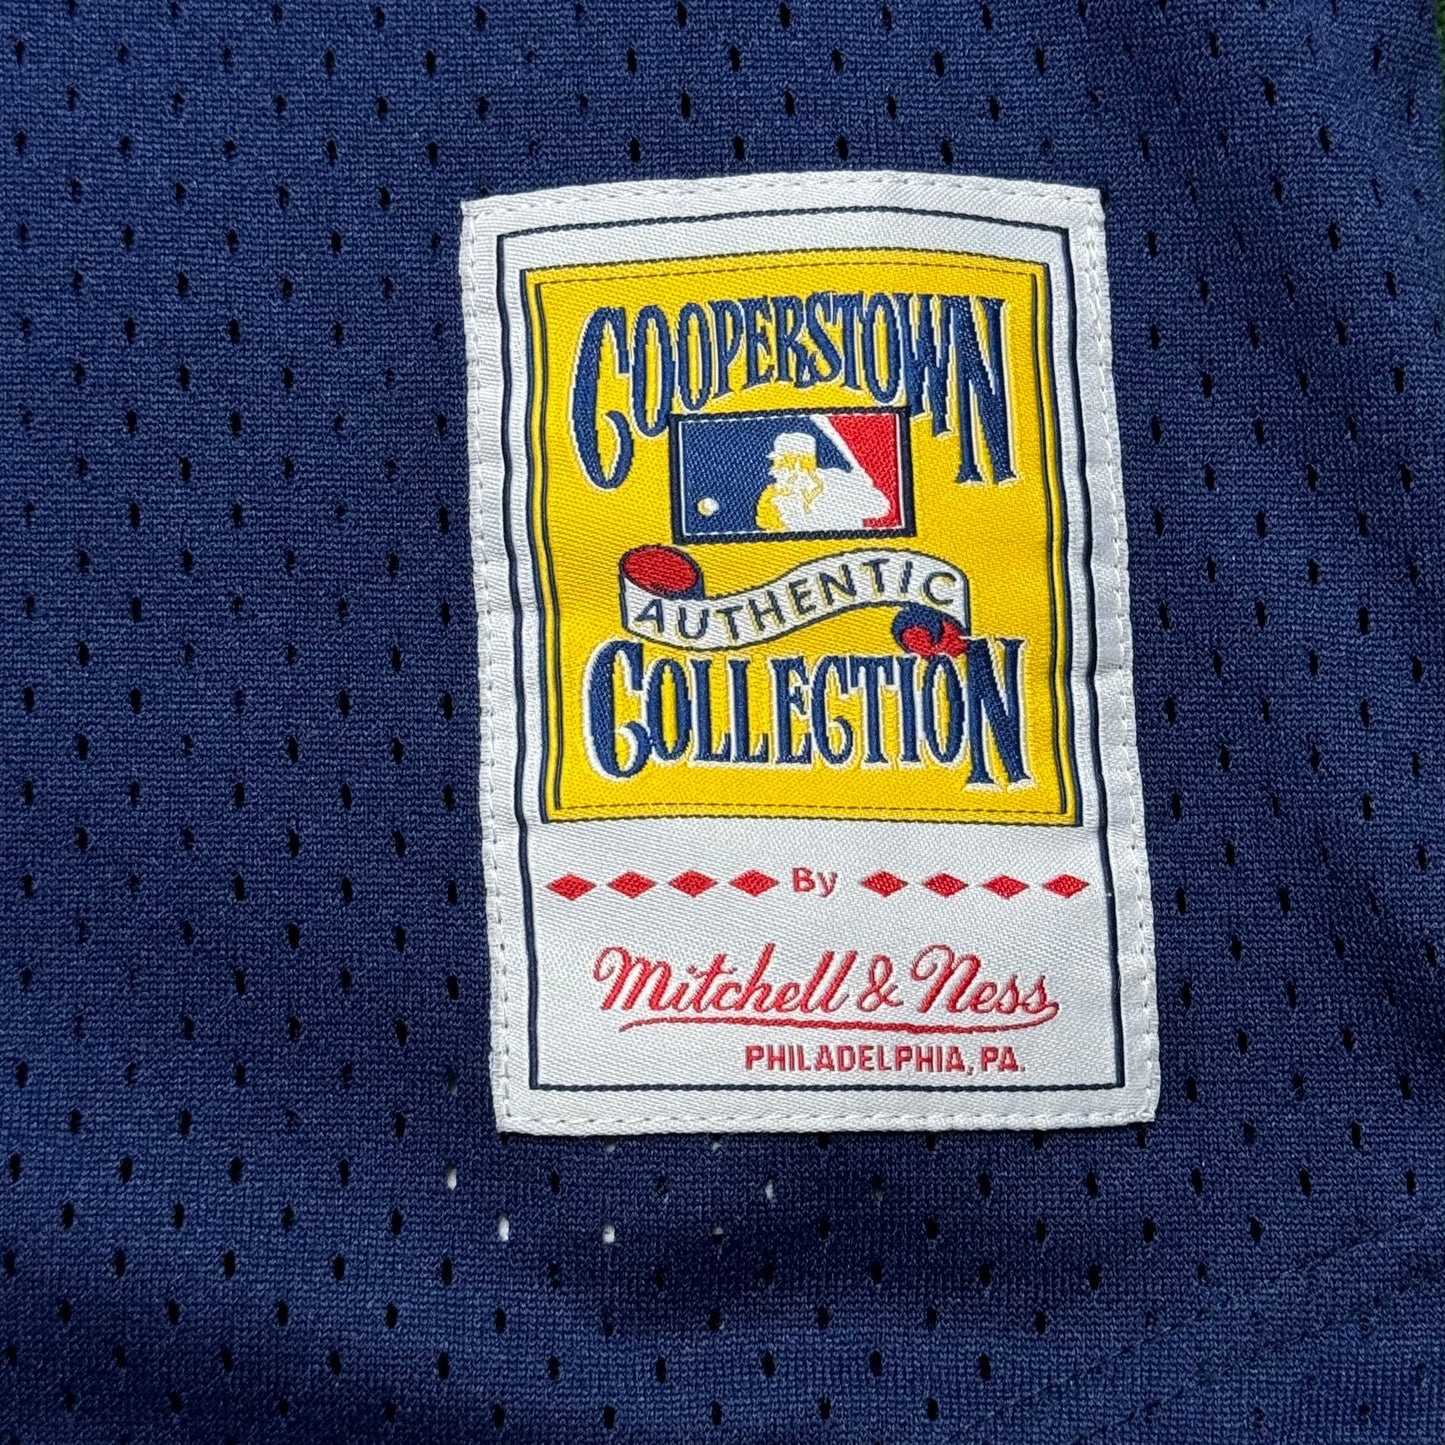 COOPERSTOWN
AUTHENTIC
COLLECTION
By
Mitchell & Ness
PHILADELPHIA, PA.